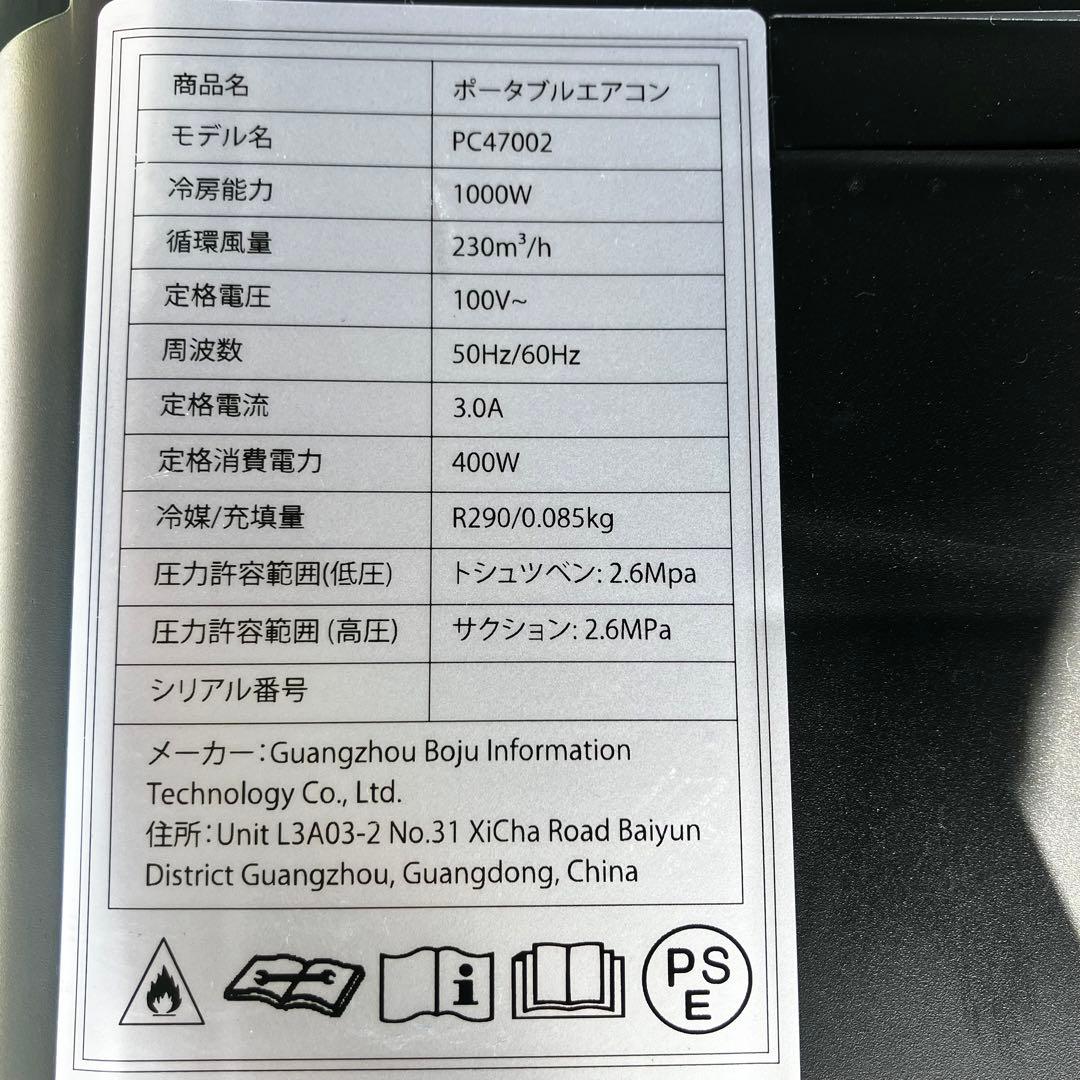 商品名 ポータブルエアコン
モデル名 PC47002
冷房能力 1000W
循環風量 230m³/h
定格電圧 100V~
周波数 50Hz/60Hz
定格電流 3.0A
定格消費電力 400W
冷媒/充填量 R290/0.085kg
圧力許容範囲(低圧) トシュツベン: 2.6Mpa
圧力許容範囲 (高圧) サクション: 2.6MPa
シリアル番号
メーカー:Guangzhou Boju Information
Technology Co., Ltd.
住所:Unit L3A03-2 No.31 XiCha Road Baiyun
District Guangzhou, Guangdong, China
PS
E